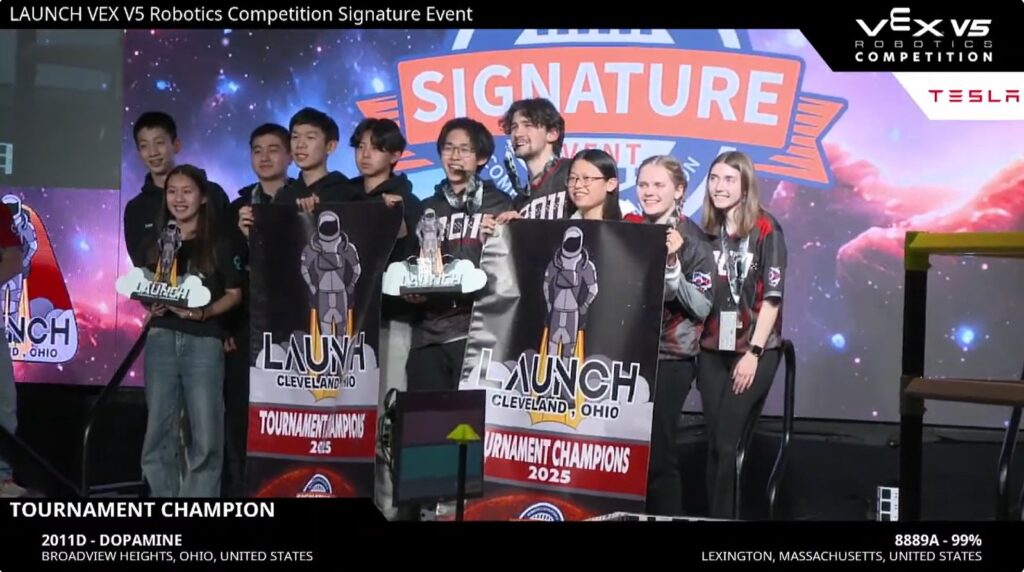 LAUNCH VEX V5 Robotics Competition Signature Event
VEX V5
ROBOTICS
COMPETITION
TESLA
SIGNATURE
EVENT
LAUNCH
LAUNCH
LAUNCH
CLEVELAND, OHIO
TOURNAMENT CHAMPIONS
2025
LAUNCH
CLEVELAND, OHIO
TOURNAMENT CHAMPIONS
2025
TOURNAMENT CHAMPION
2011D - DOPAMINE
BROADVIEW HEIGHTS, OHIO, UNITED STATES
8889A - 99%
LEXINGTON, MASSACHUSETTS, UNITED STATES